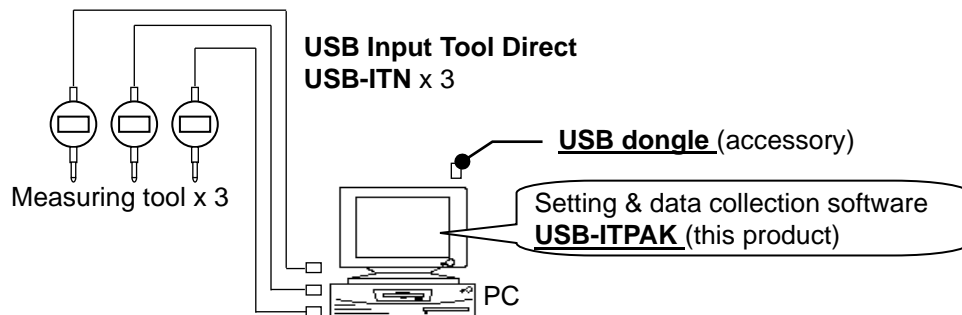 USB Input Tool Direct
USB-ITN x 3
USB dongle (accessory)
Measuring tool x 3
Setting & data collection software
USB-ITPAK (this product)
PC